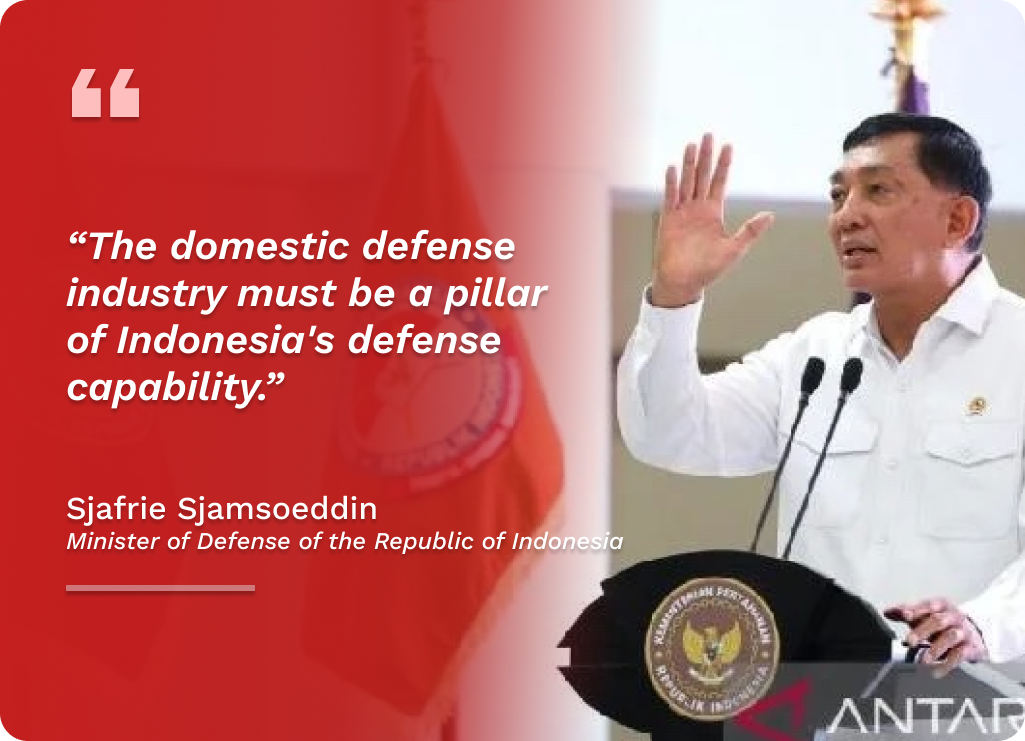 “The domestic defense
industry must be a pillar
of Indonesia's defense
capability.”
Sjafrie Sjamsoeddin
Minister of Defense of the Republic of Indonesia
KEMENTERIAN PERTAHANAN
REPUBLIK INDONESIA
ANTAR